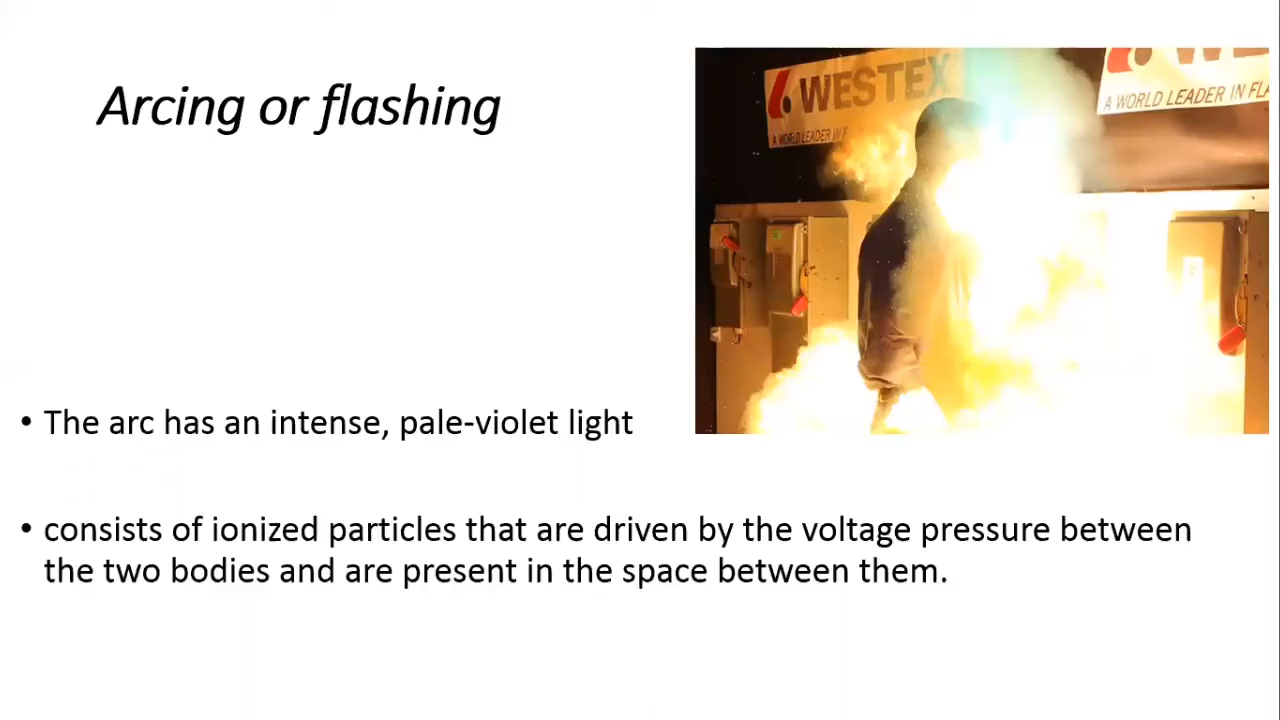 Arcing or flashing
WESTEX
A WORLD LEADER IN F
A WORLD LEADER IN FLA
• The arc has an intense, pale-violet light
• consists of ionized particles that are driven by the voltage pressure between
the two bodies and are present in the space between them.